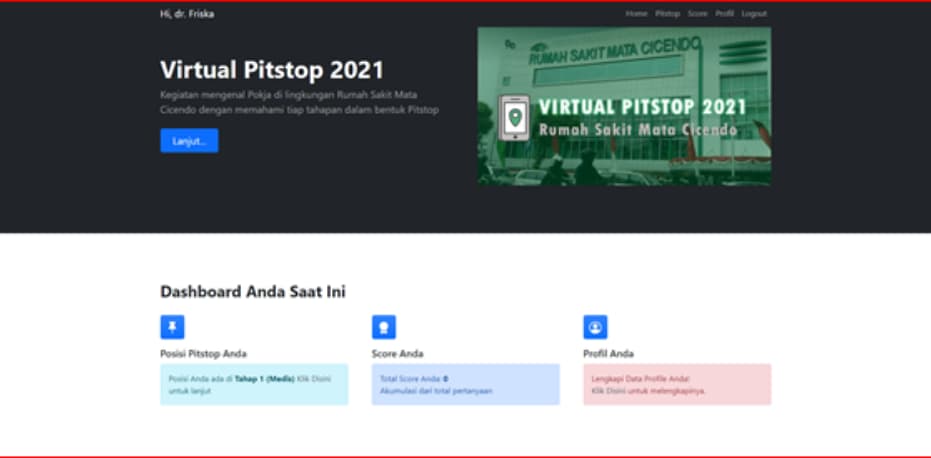 Hi, dr. Friska
Home Pitstop Score Profil Logout
Virtual Pitstop 2021
Kegiatan mengenal Pokja di lingkungan Rumah Sakit Mata
Cicendo dengan memahami tiap tahapan dalam bentuk Pitstop
Lanjut...
RUMAH SAKIT MATA CICENDO
VIRTUAL PITSTOP 2021
Rumah Sakit Mata Cicendo
Dashboard Anda Saat Ini
Posisi Pitstop Anda
Posisi Anda ada di Tahap 1 (Medis) Klik Disini
untuk lanjut
Score Anda
Total Score Anda 0
Akumulasi dari total pertanyaan
Profil Anda
Lengkapi Data Profile Anda!
Klik Disini untuk melengkapinya.